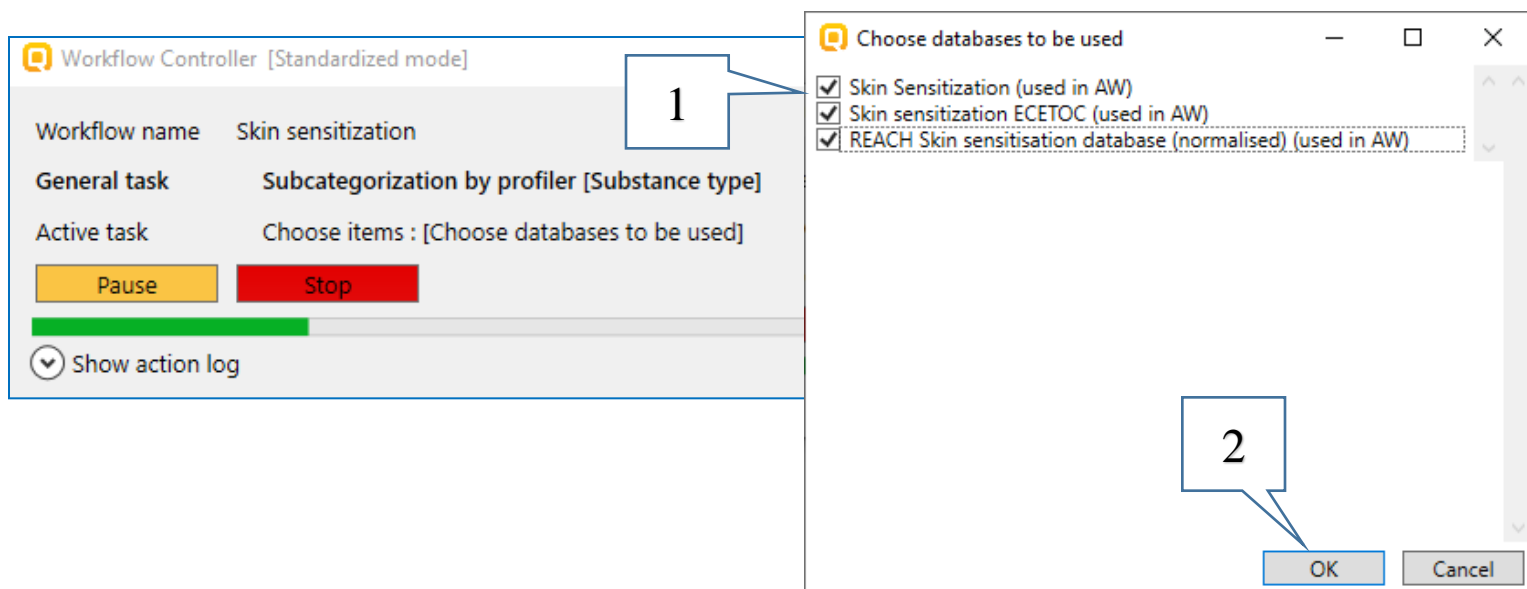 Workflow Controller [Standardized mode]
Workflow name Skin sensitization
General task Subcategorization by profiler [Substance type]
Active task Choose items : [Choose databases to be used]
Pause Stop
Show action log
1
Choose databases to be used
Skin Sensitization (used in AW)
Skin sensitization ECETOC (used in AW)
REACH Skin sensitisation database (normalised) (used in AW)
2
OK Cancel